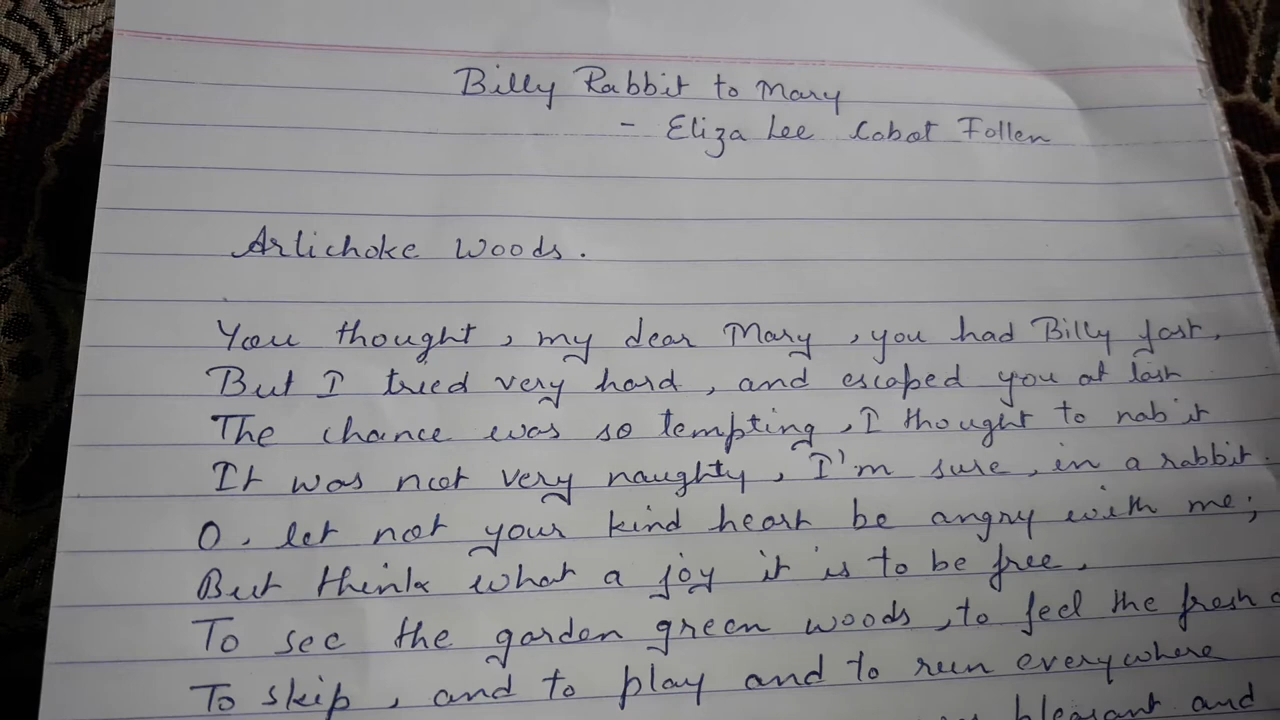 Billy Rabbit to Mary
- Eliza Lee Cabot Follen
Artichoke Woods.
You thought, my dear Mary, you had Billy fast,
But I tried very hard, and escaped you at last
The chance was so tempting, I thought to nab it
It was not very naughty, I'm sure, in a rabbit.
O, let not your kind heart be angry with me;
But think what a joy it is to be free,
To see the garden green woods, to feel the fresh
To skip, and to play and to run everywhere
pleasant and